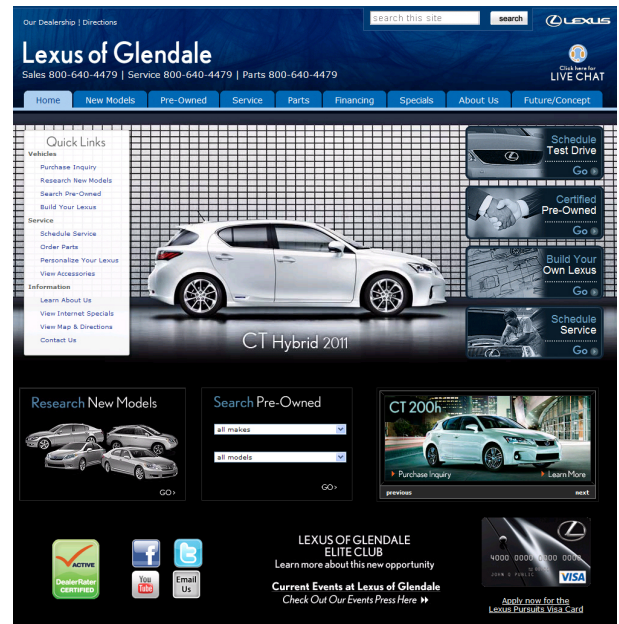 Our Dealership | Directions
search this site
search
LEXUS
Lexus of Glendale
Sales 800-640-4479 | Service 800-640-4479 | Parts 800-640-4479
Click here for
LIVE CHAT
Home
New Models
Pre-Owned
Service
Parts
Financing
Specials
About Us
Future/Concept
Quick Links
Vehicles
Purchase Inquiry
Research New Models
Search Pre-Owned
Build Your Lexus
Service
Schedule Service
Order Parts
Personalize Your Lexus
View Accessories
Information
Learn About Us
View Internet Specials
View Map & Directions
Contact Us
Schedule
Test Drive
Go
Certified
Pre-Owned
Go
Build Your
Own Lexus
Go
Schedule
Service
Go
CT Hybrid 2011
Research New Models
GO>
Search Pre-Owned
all makes
all models
GO>
CT 200h
Purchase Inquiry
Learn More
previous
next
ACTIVE
DealerRater
CERTIFIED
You
Tube
Email
Us
LEXUS OF GLENDALE
ELITE CLUB
Learn more about this new opportunity
Current Events at Lexus of Glendale
Check Out Our Events Press Here
4000
VISA
Apply now for the
Lexus Pursuits Visa Card